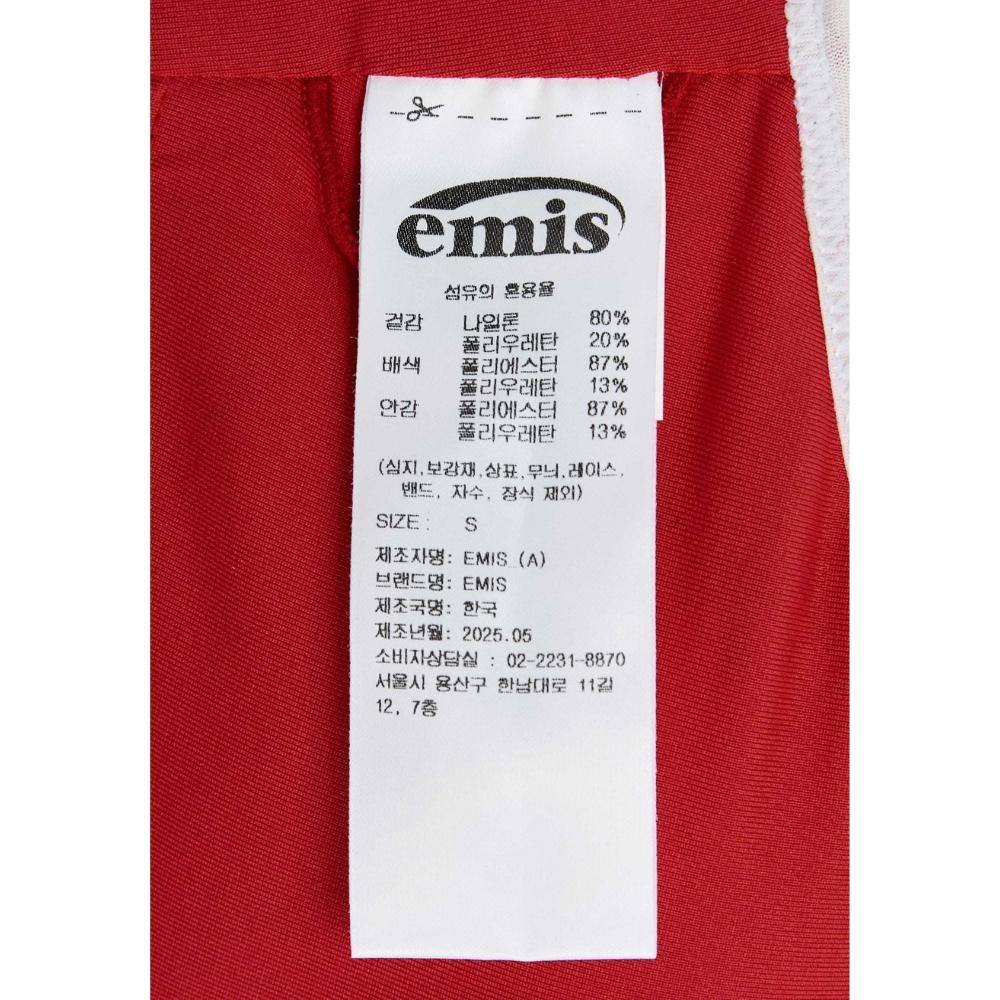 emis
섬유의 혼용율
겉감 나일론 80%
폴리우레탄 20%
배색 폴리에스터 87%
폴리우레탄 13%
안감 폴리에스터 87%
폴리우레탄 13%
(심지,보강재,상표,무늬,레이스,
밴드, 자수, 장식 제외)
SIZE : S
제조자명: EMIS (A)
브랜드명: EMIS
제조국명: 한국
제조년월: 2025.05
소비자상담실 : 02-2231-8870
서울시 용산구 한남대로 11길
12, 7층